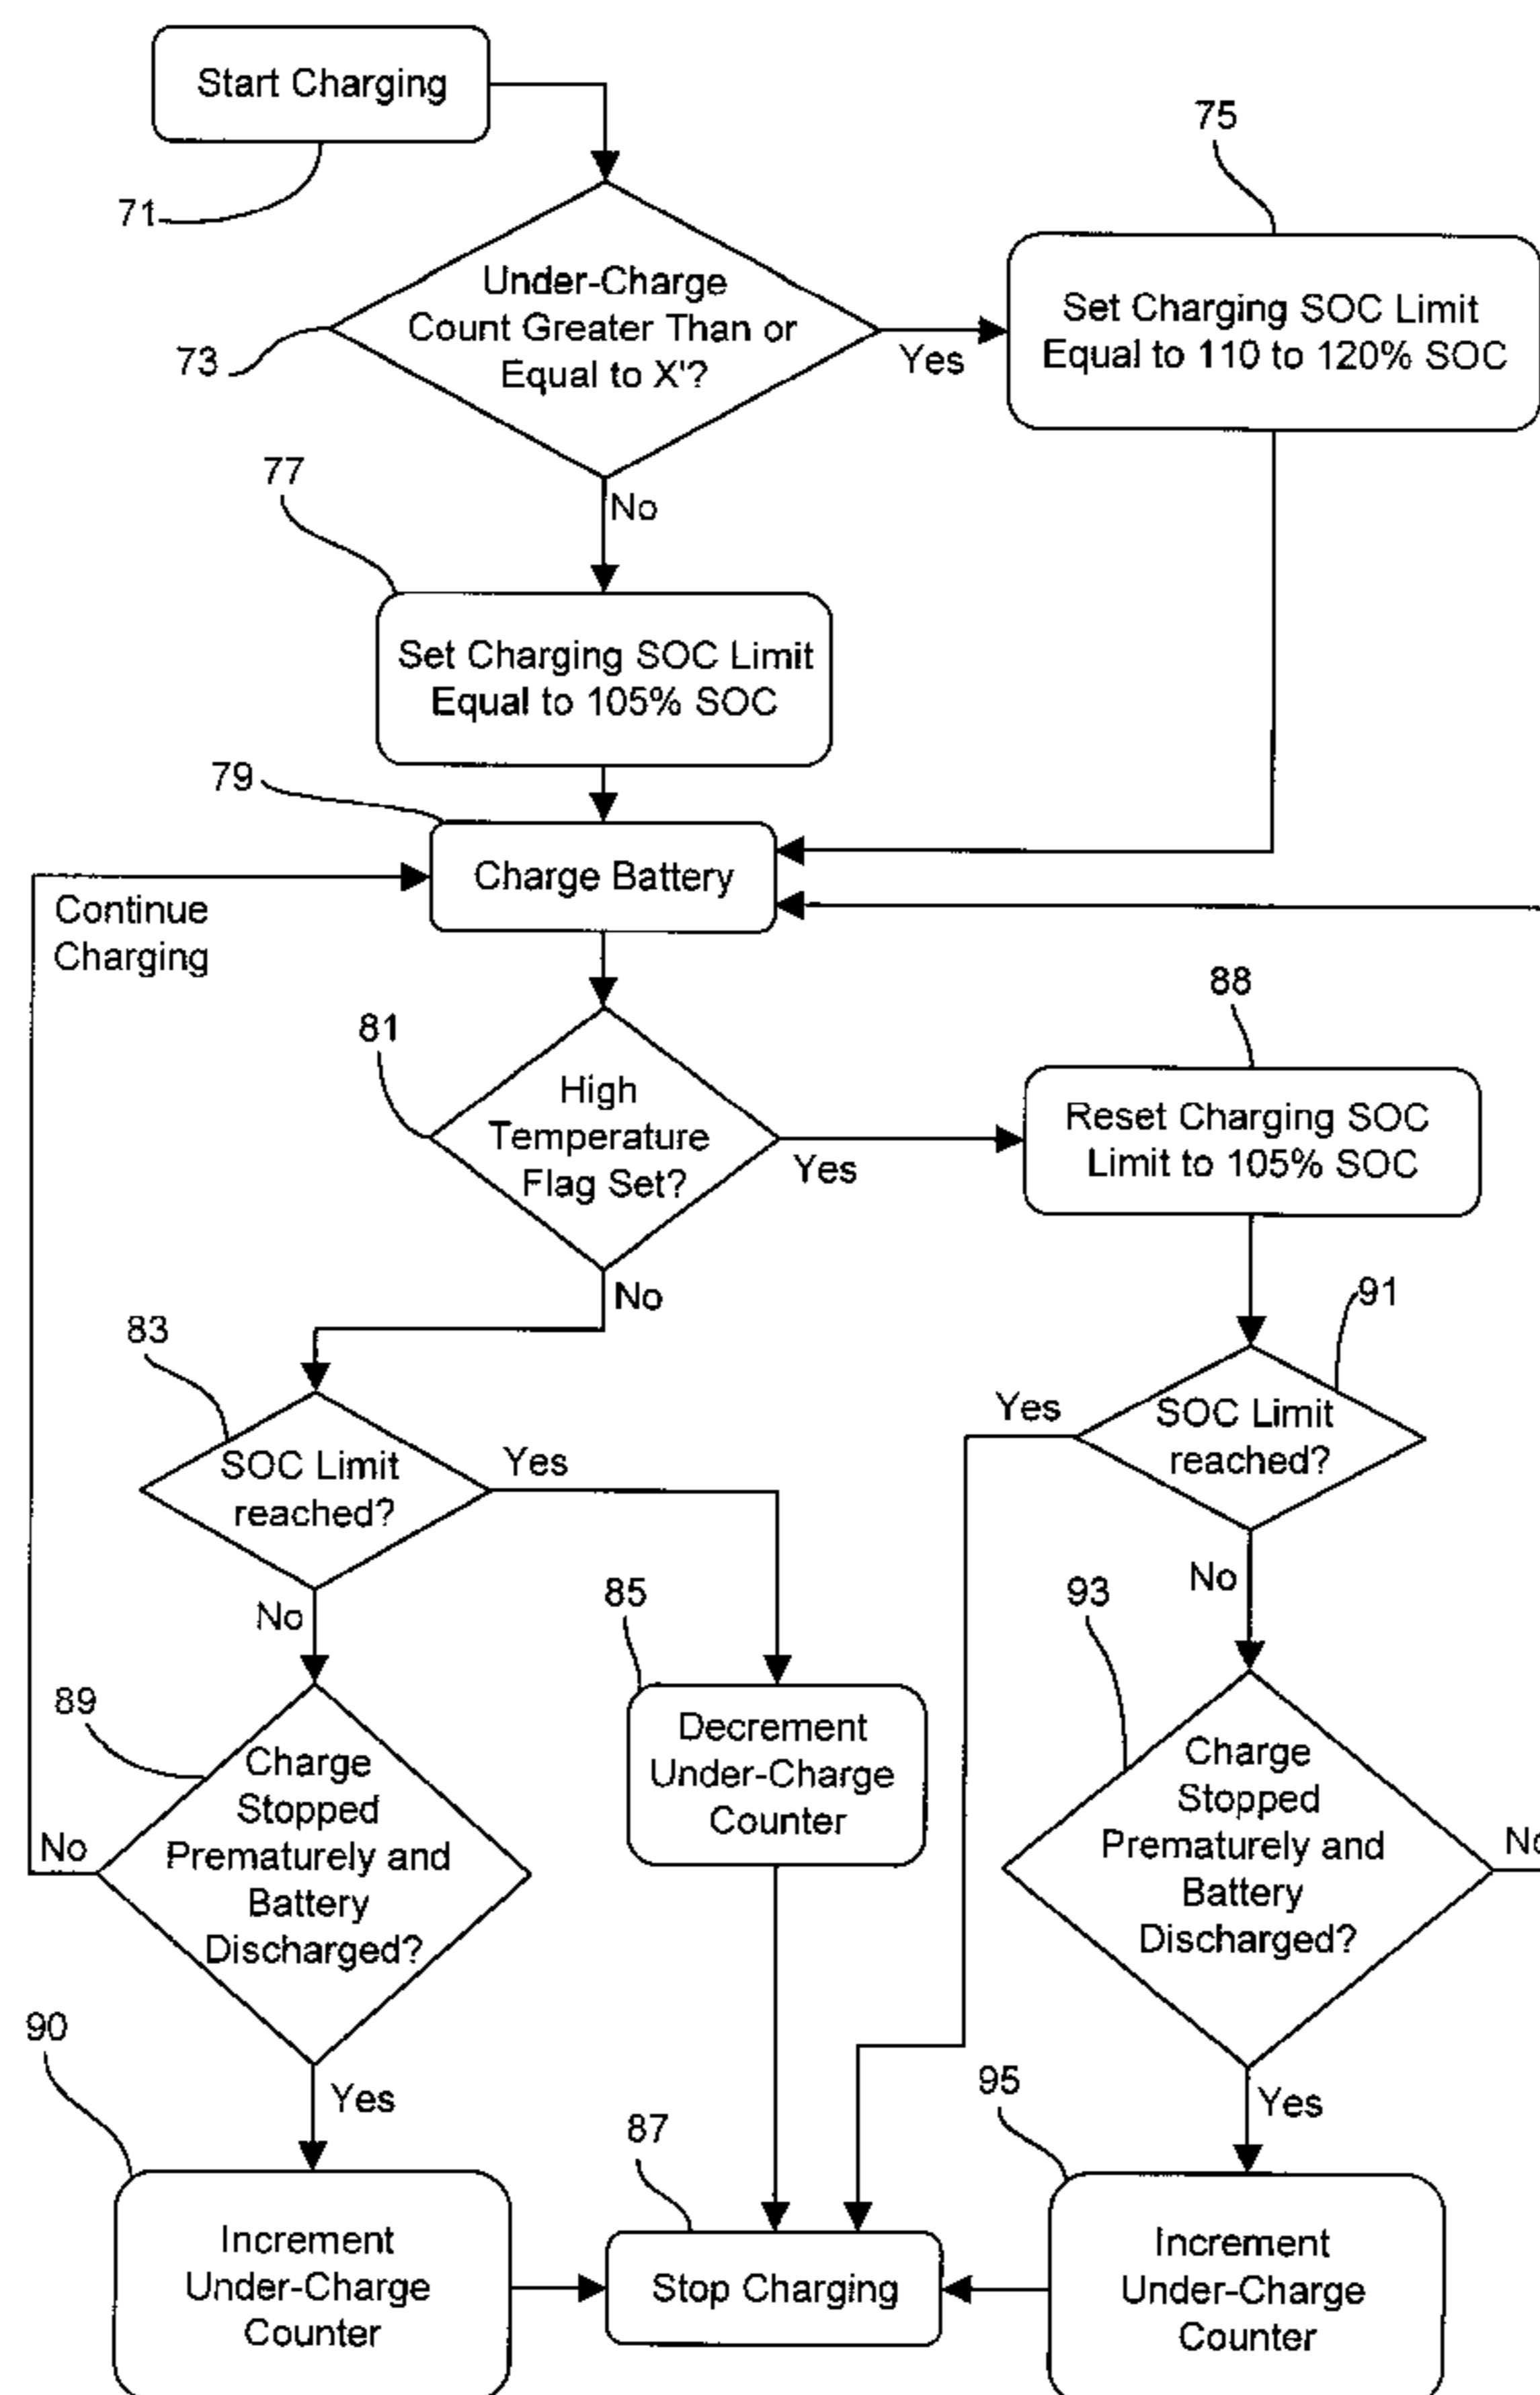 Start Charging
71
75
Under-Charge
Count Greater Than or
Equal to X'?
73
Yes
Set Charging SOC Limit
Equal to 110 to 120% SOC
77
No
Set Charging SOC Limit
Equal to 105% SOC
79
Charge Battery
Continue
Charging
88
81
High
Temperature
Flag Set?
Yes
Reset Charging SOC
Limit to 105% SOC
No
91
83
SOC Limit
reached?
Yes
Yes
SOC Limit
reached?
No
No
85
93
89
Charge
Stopped
Prematurely and
Battery
Discharged?
No
Decrement
Under-Charge
Counter
Charge
Stopped
Prematurely and
Battery
Discharged?
90
Yes
95
Yes
87
Increment
Under-Charge
Counter
Stop Charging
Increment
Under-Charge
Counter